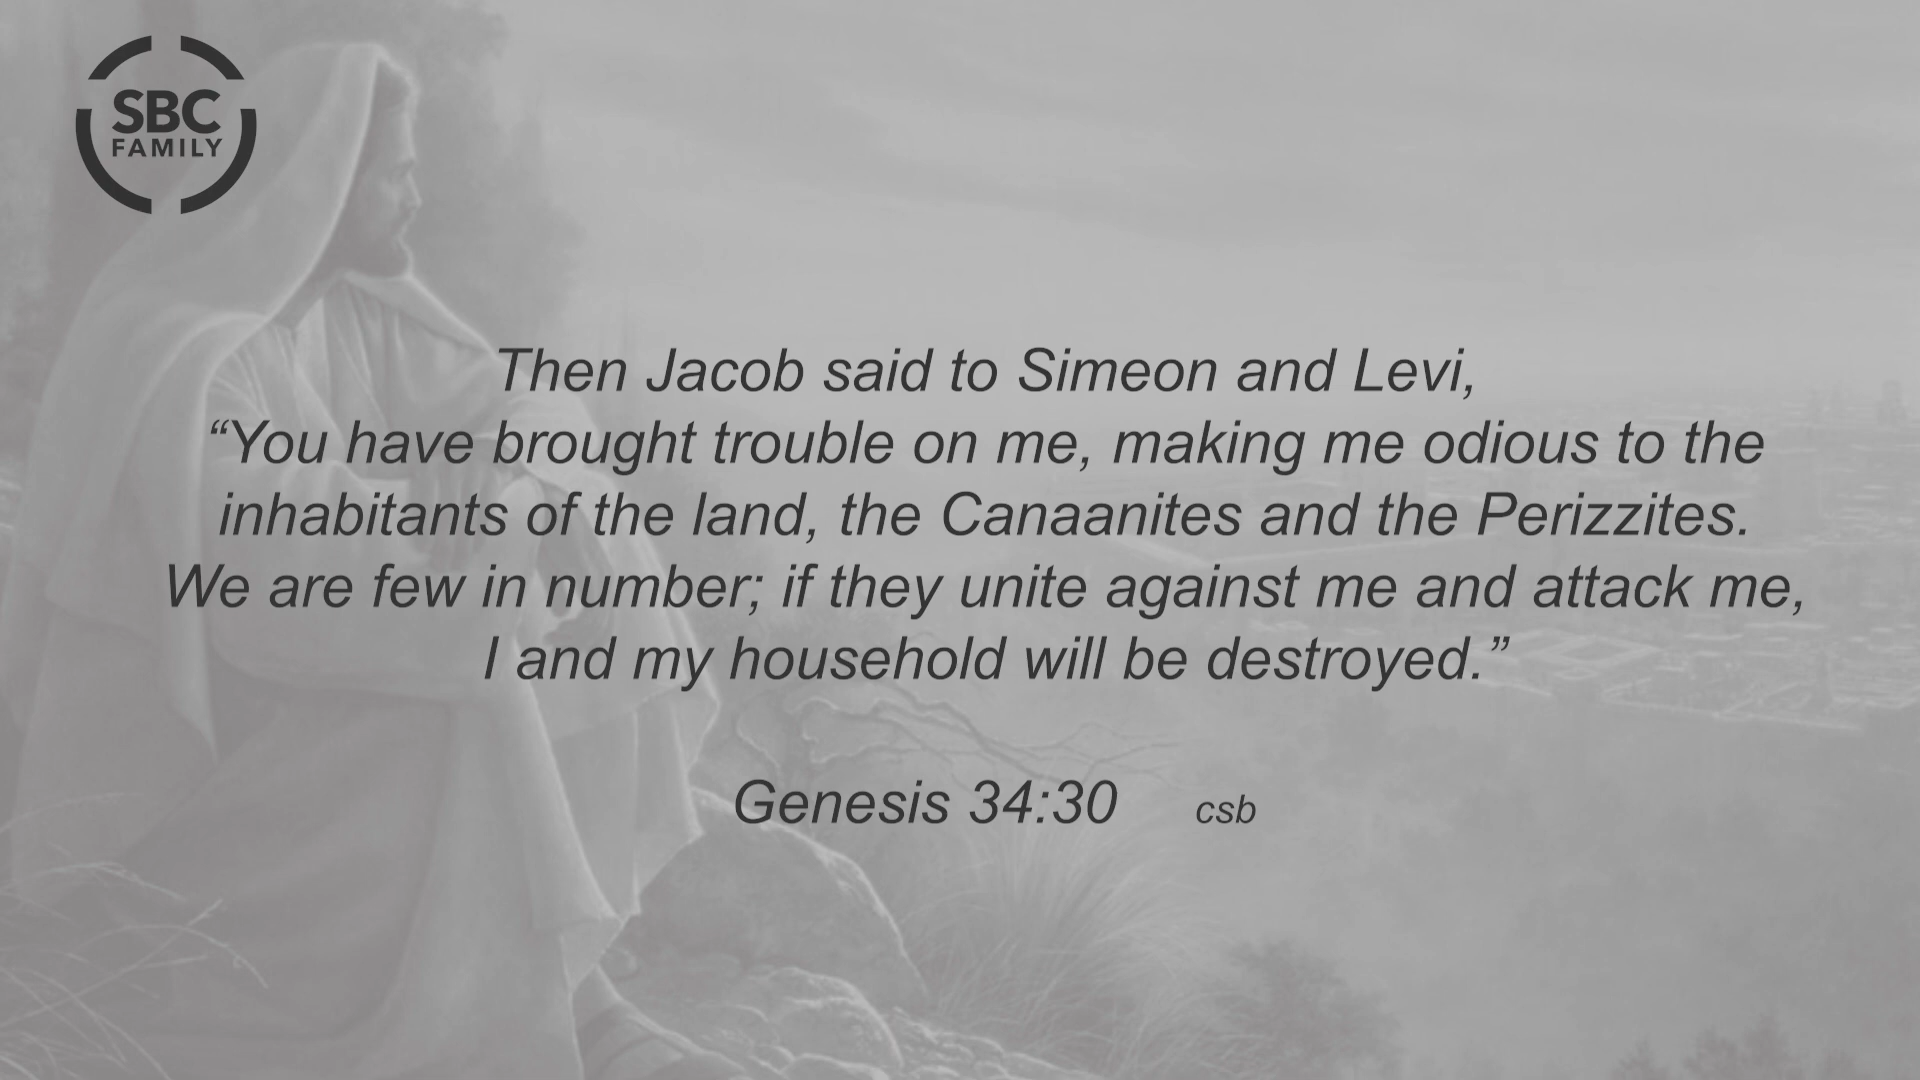 SBC
FAMILY
Then Jacob said to Simeon and Levi,
“You have brought trouble on me, making me odious to the
inhabitants of the land, the Canaanites and the Perizzites.
We are few in number; if they unite against me and attack me,
I and my household will be destroyed.”
Genesis 34:30 csb